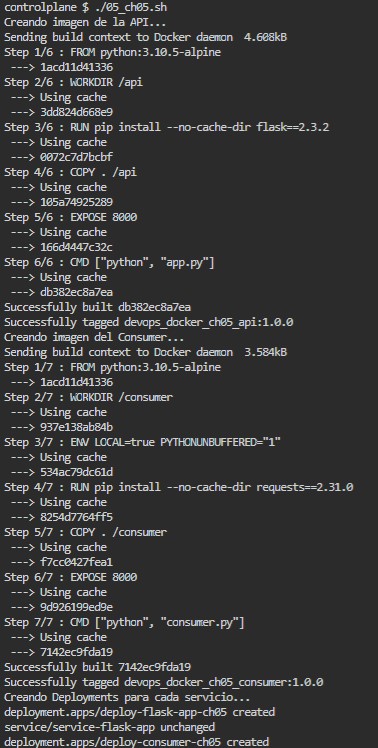 controlplane $ ./05_ch05.sh
Creando imagen de la API...
Sending build context to Docker daemon  4.608kB
Step 1/6 : FROM python:3.10.5-alpine
 ---> 1acd11d41336
Step 2/6 : WORKDIR /api
 ---> Using cache
 ---> 3dd824d668e9
Step 3/6 : RUN pip install --no-cache-dir flask==2.3.2
 ---> Using cache
 ---> 0072c7d7bcbf
Step 4/6 : COPY . /api
 ---> Using cache
 ---> 105a74925289
Step 5/6 : EXPOSE 8000
 ---> Using cache
 ---> 166d4447c32c
Step 6/6 : CMD ["python", "app.py"]
 ---> Using cache
 ---> db382ec8a7ea
Successfully built db382ec8a7ea
Successfully tagged devops_docker_ch05_api:1.0.0
Creando imagen del Consumer...
Sending build context to Docker daemon  3.584kB
Step 1/7 : FROM python:3.10.5-alpine
 ---> 1acd11d41336
Step 2/7 : WORKDIR /consumer
 ---> Using cache
 ---> 937e138ab84b
Step 3/7 : ENV LOCAL=true PYTHONUNBUFFERED="1"
 ---> Using cache
 ---> 534ac79dc61d
Step 4/7 : RUN pip install --no-cache-dir requests==2.31.0
 ---> Using cache
 ---> 8254d7764ff5
Step 5/7 : COPY . /consumer
 ---> Using cache
 ---> f7cc0427fea1
Step 6/7 : EXPOSE 8000
 ---> Using cache
 ---> 9d926199ed9e
Step 7/7 : CMD ["python", "consumer.py"]
 ---> Using cache
 ---> 7142ec9fda19
Successfully built 7142ec9fda19
Successfully tagged devops_docker_ch05_consumer:1.0.0
Creando Deployments para cada servicio...
deployment.apps/deploy-flask-app-ch05 created
service/service-flask-app unchanged
deployment.apps/deploy-consumer-ch05 created